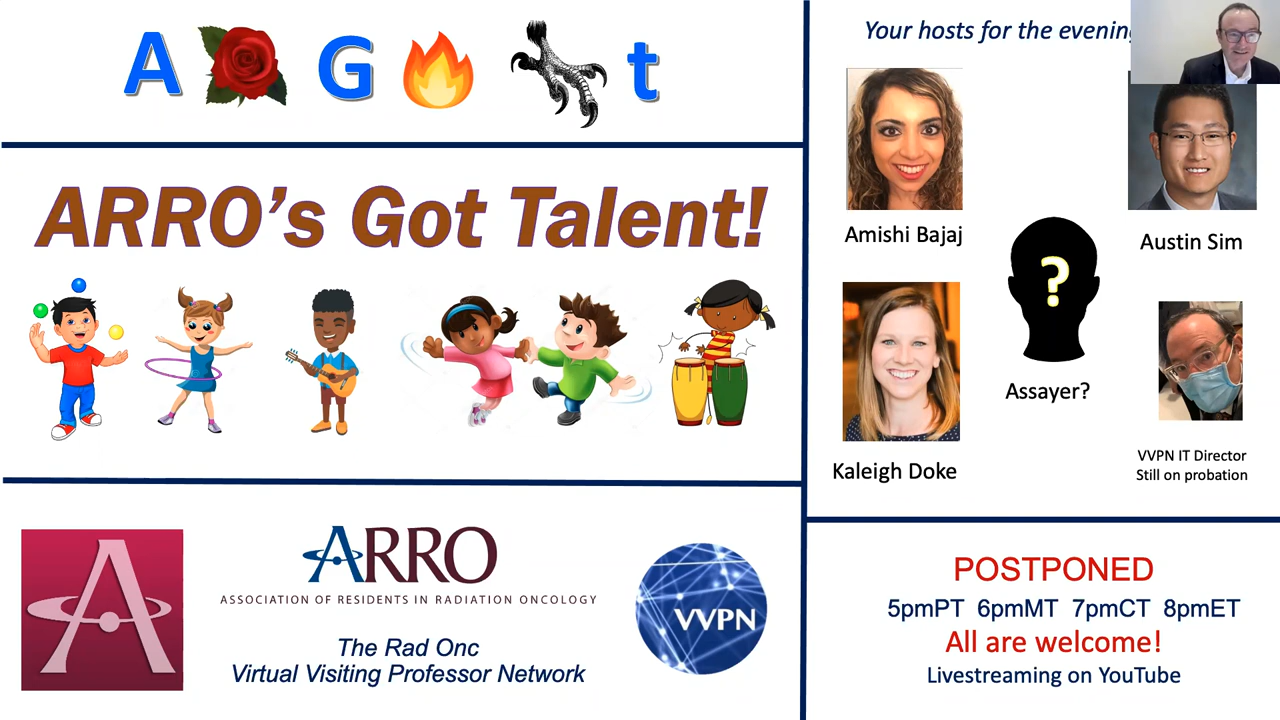 A G t
ARRO's Got Talent!
A
ARRO
ASSOCIATION OF RESIDENTS IN RADIATION ONCOLOGY
The Rad Onc
Virtual Visiting Professor Network
VVPN
Your hosts for the evening
Amishi Bajaj
Austin Sim
?
Assayer?
Kaleigh Doke
VVPN IT Director
Still on probation
POSTPONED
5pmPT 6pmMT 7pmCT 8pmET
All are welcome!
Livestreaming on YouTube